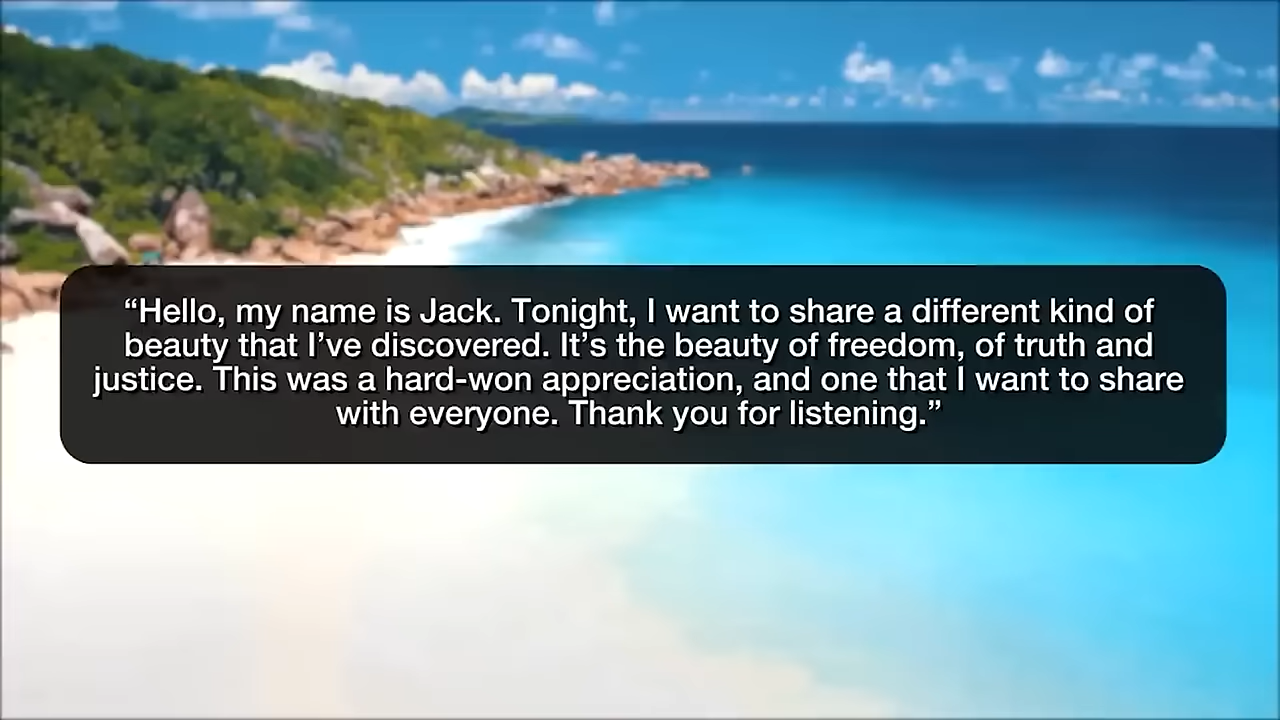 “Hello, my name is Jack. Tonight, I want to share a different kind of
beauty that I’ve discovered. It’s the beauty of freedom, of truth and
justice. This was a hard-won appreciation, and one that I want to share
with everyone. Thank you for listening.”